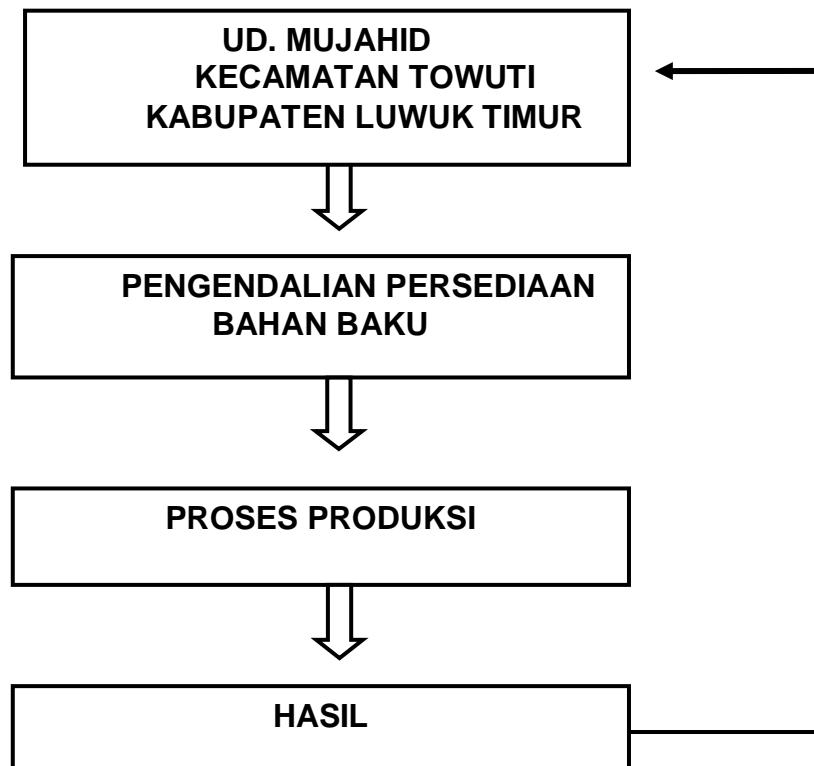 UD. MUJAHID
KECAMATAN TOWUTI
KABUPATEN LUWUK TIMUR
PENGENDALIAN PERSEDIAAN
BAHAN BAKU
PROSES PRODUKSI
HASIL